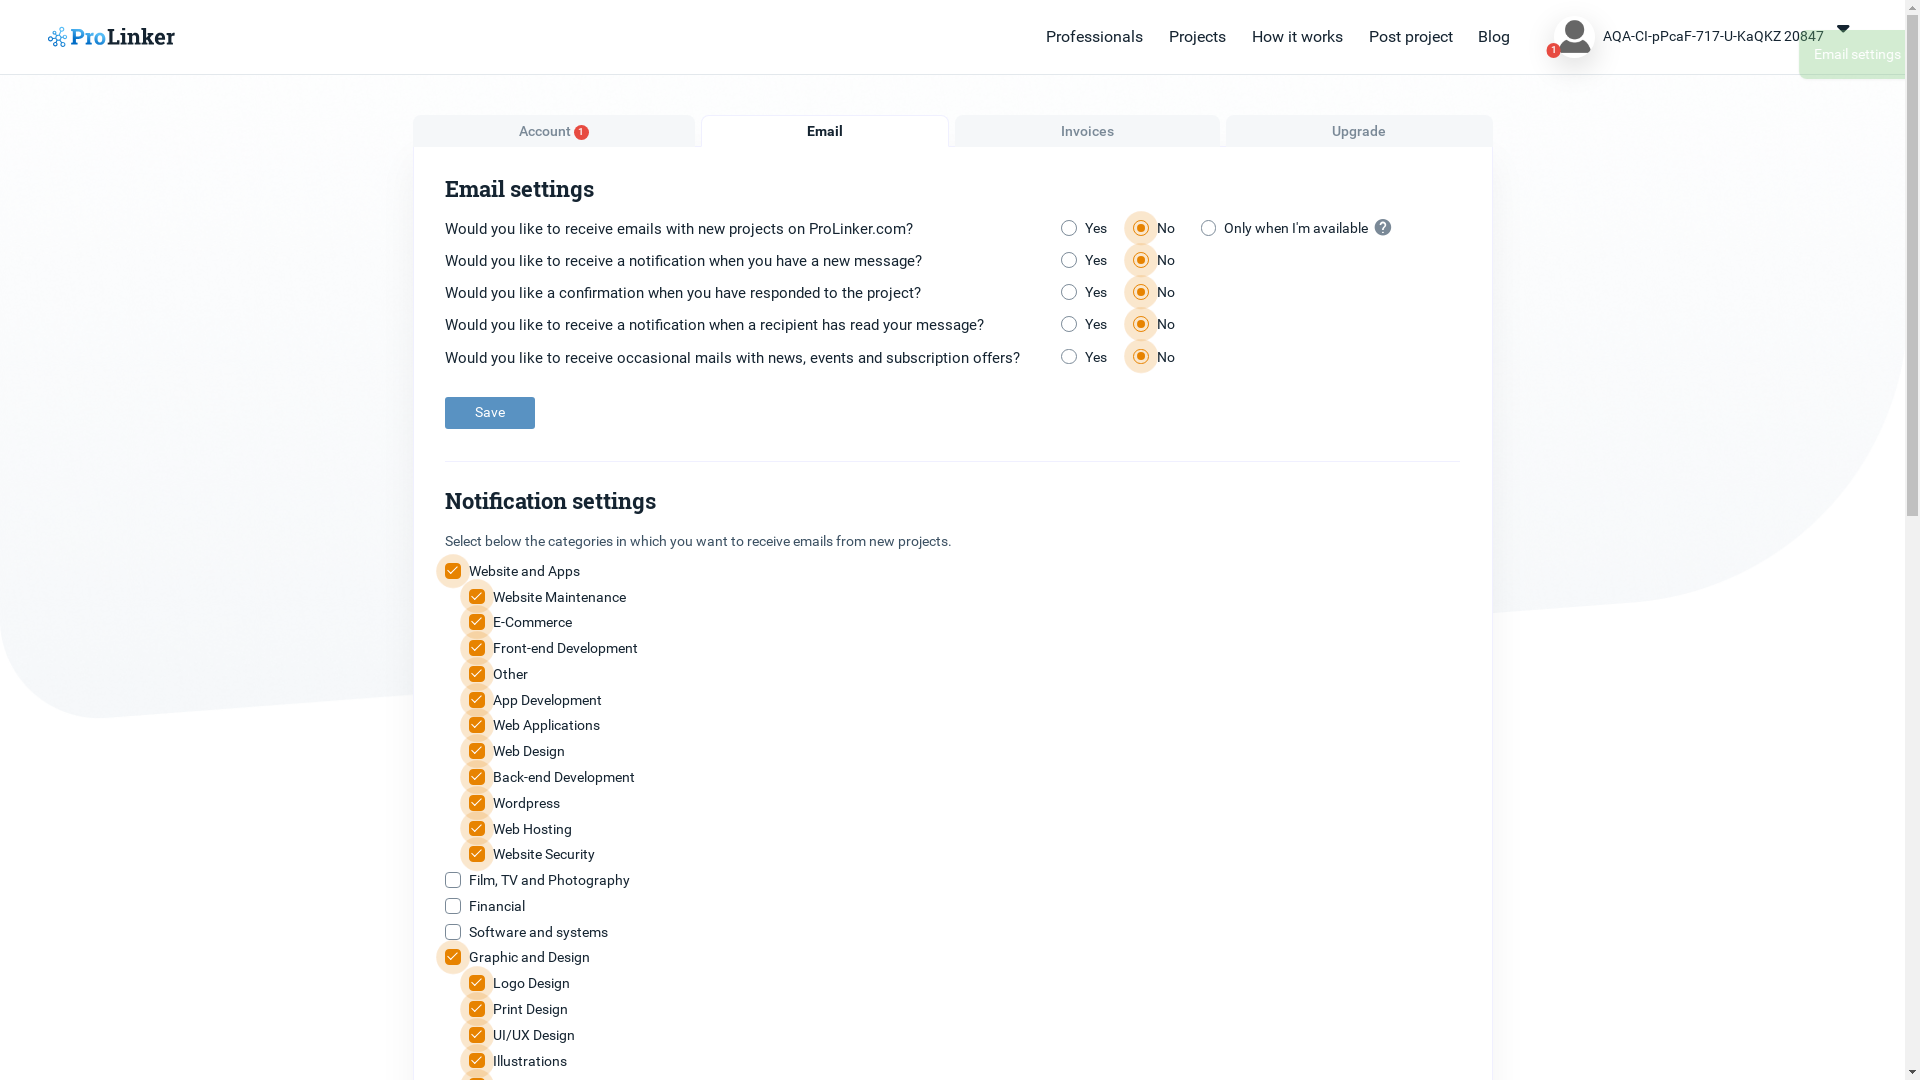 ProLinker
Professionals Projects How it works Post project Blog
1
AQA-CI-pPcaF-717-U-KaQKZ 20847
Email settings
Account 1
Email
Invoices
Upgrade
Email settings
Would you like to receive emails with new projects on ProLinker.com? Yes No Only when I'm available ?
Would you like to receive a notification when you have a new message? Yes No
Would you like a confirmation when you have responded to the project? Yes No
Would you like to receive a notification when a recipient has read your message? Yes No
Would you like to receive occasional mails with news, events and subscription offers? Yes No
Save
Notification settings
Select below the categories in which you want to receive emails from new projects.
Website and Apps
Website Maintenance
E-Commerce
Front-end Development
Other
App Development
Web Applications
Web Design
Back-end Development
Wordpress
Web Hosting
Website Security
Film, TV and Photography
Financial
Software and systems
Graphic and Design
Logo Design
Print Design
UI/UX Design
Illustrations